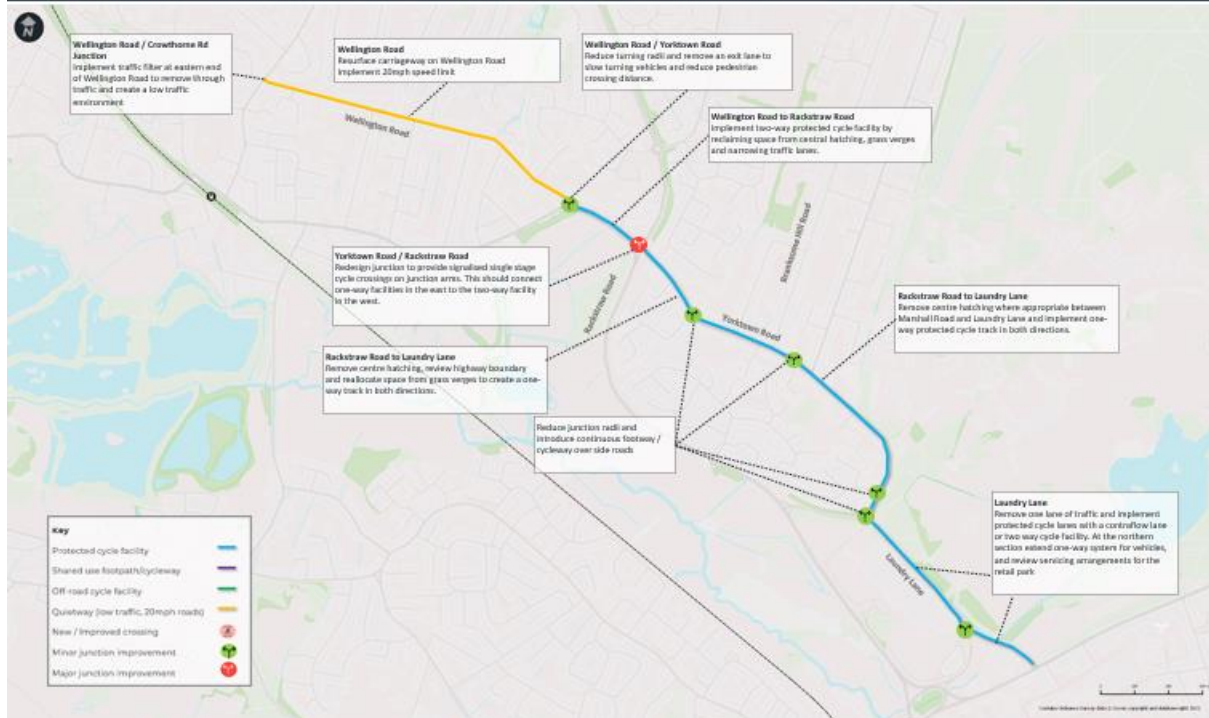 N
Wellington Road / Crowthorne Rd
Junction
Implement traffic filter at eastern end
of Wellington Road to remove through
traffic and create a low traffic
environment
Wellington Road
Resurface carriageway on Wellington Road
Implement 20mph speed limit
Wellington Road / Yorktown Road
Reduce turning radii and remove an exit lane to
slow turning vehicles and reduce pedestrian
crossing distance.
Wellington Road to Rackstraw Road
Implement two-way protected cycle facility by
reclaiming space from central hatching, grass verges
and narrowing traffic lanes.
Wellington Road
Yorktown Road / Rackstraw Road
Redesign junction to provide signalised single stage
cycle crossings on junction arms. This should connect
one-way facilities in the east to the two-way facility
in the west.
Rackstraw Road
Branksome Hill Road
Yorktown Road
Rackstraw Road to Laundry Lane
Remove centre hatching where appropriate between
Marshall Road and Laundry Lane and implement one-
way protected cycle track in both directions.
Rackstraw Road to Laundry Lane
Remove centre hatching, review highway boundary
and reallocate space from grass verges to create a one-
way track in both directions.
Reduce junction radii and
introduce continuous footway /
cycleway over side roads
Laundry Lane
Remove one lane of traffic and implement
protected cycle lanes with a contraflow lane
or two way cycle facility. At the northern
section extend one-way system for vehicles,
and review servicing arrangements for the
retail park
Laundry Lane
Key
Protected cycle facility
Shared use footpath/cycleway
Off-road cycle facility
Quietway (low traffic, 20mph roads)
New / Improved crossing
Minor junction improvement
Major junction improvement